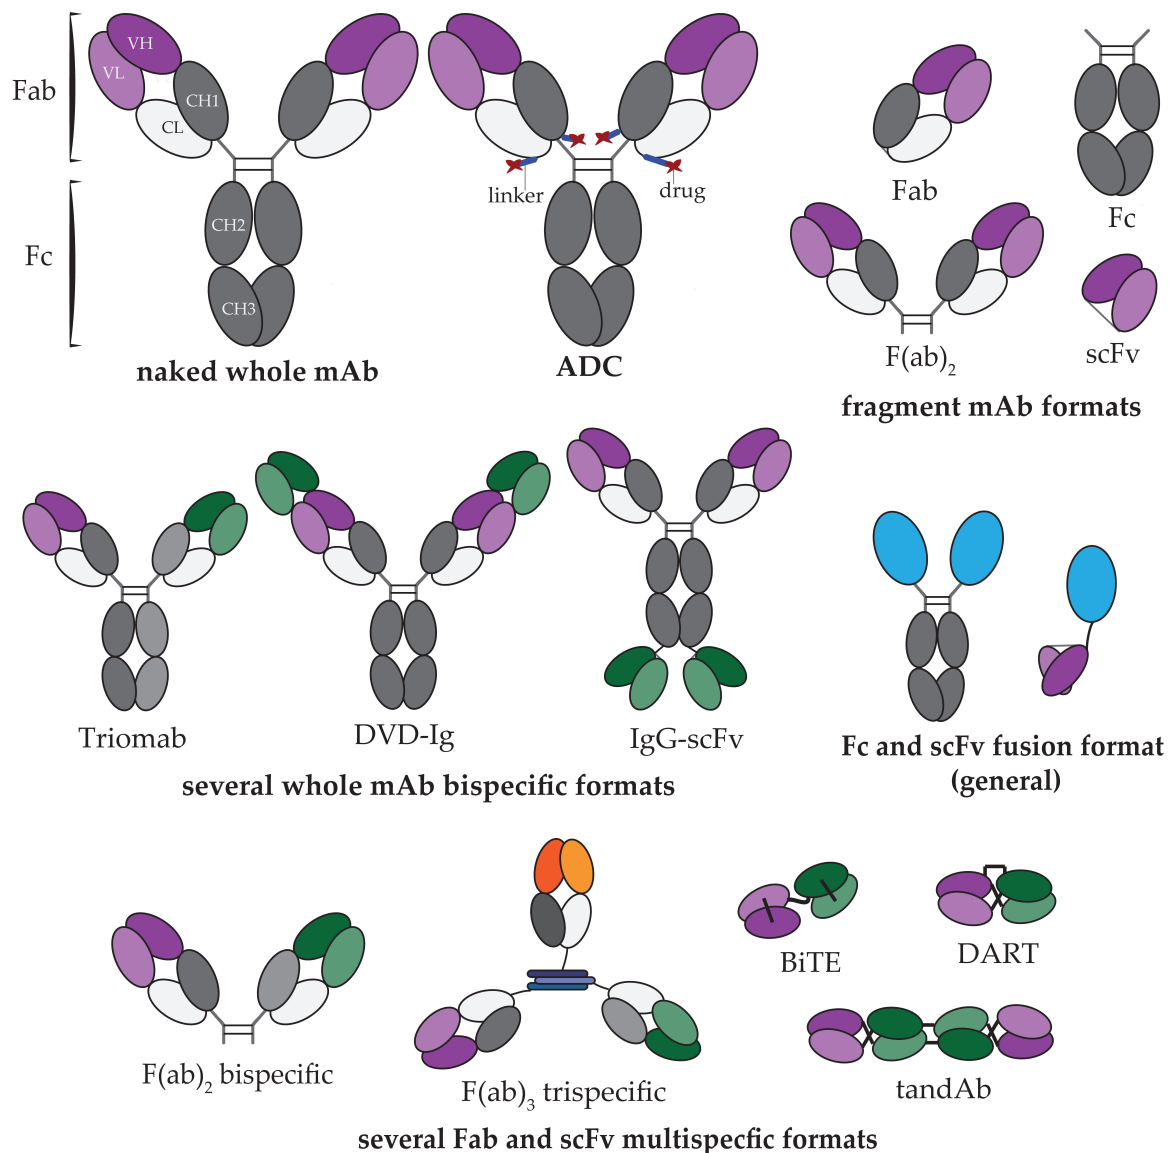 Fab
Fc
VH
VL
CH1
CL
CH2
CH3
naked whole mAb
linker
drug
ADC
Fab
Fc
F(ab)2
scFv
fragment mAb formats
Triomab
DVD-Ig
IgG-scFv
several whole mAb bispecific formats
Fc and scFv fusion format
(general)
F(ab)2 bispecific
F(ab)3 trispecific
BiTE
DART
tandAb
several Fab and scFv multispecfic formats